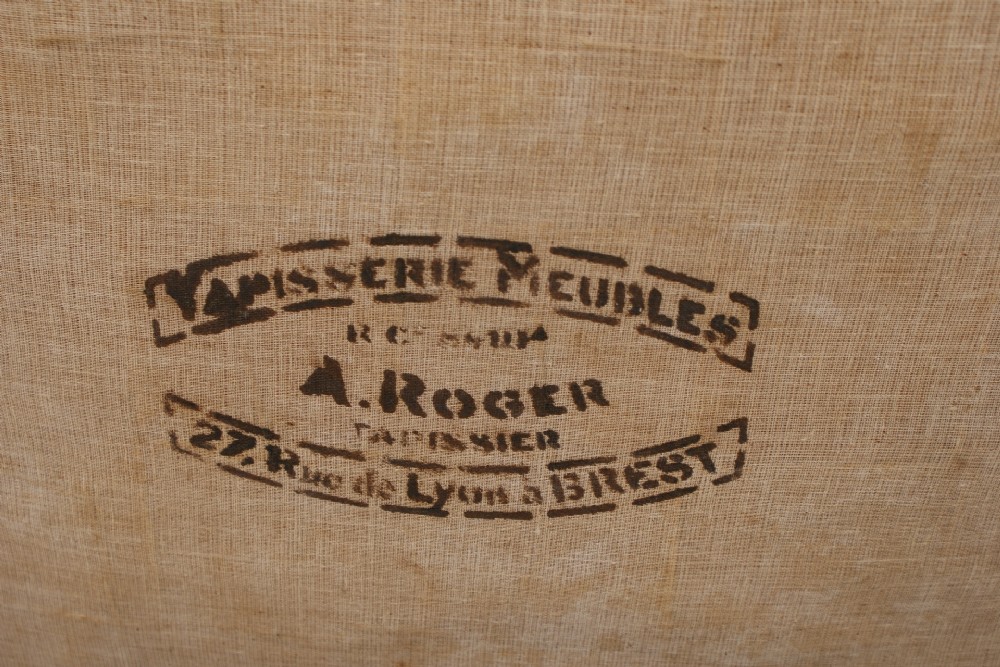 TAPISSERIE MEUBLES
A. ROGER
TAPISSIER
27, Rue de Lyon à BREST